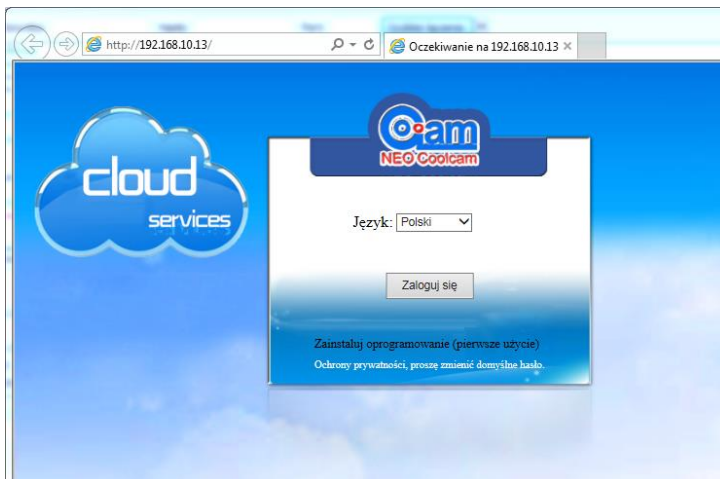 http://192.168.10.13/
Oczekiwanie na 192.168.10.13
cloud
services
cam
NEO Coolcam
Język: Polski
Zaloguj się
Zainstaluj oprogramowanie (pierwsze użycie)
Ochrony prywatności, proszę zmienić domyślne hasło.